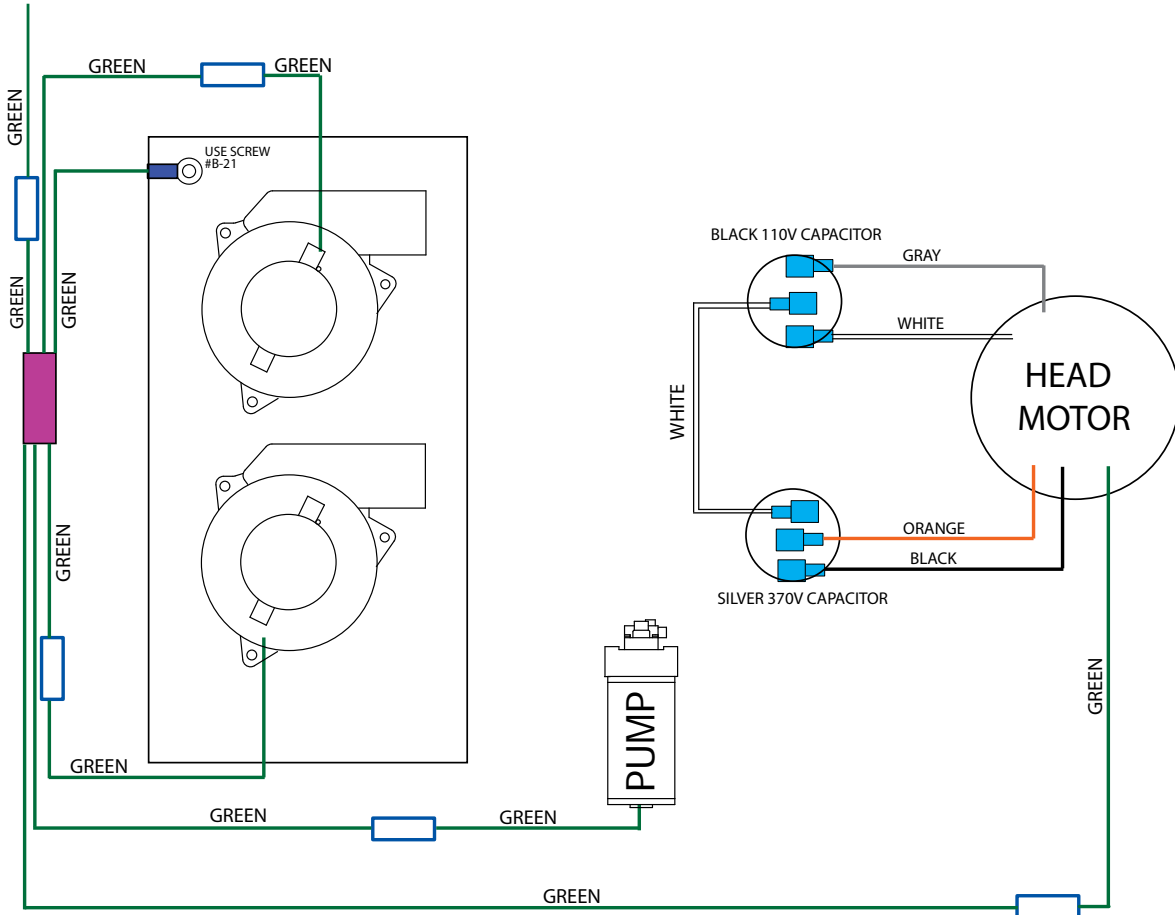 GREEN
GREEN
GREEN
USE SCREW
#B-21
GREEN
GREEN
BLACK 110V CAPACITOR
GRAY
WHITE
HEAD
MOTOR
WHITE
ORANGE
BLACK
SILVER 370V CAPACITOR
GREEN
GREEN
PUMP
GREEN
GREEN
GREEN
GREEN